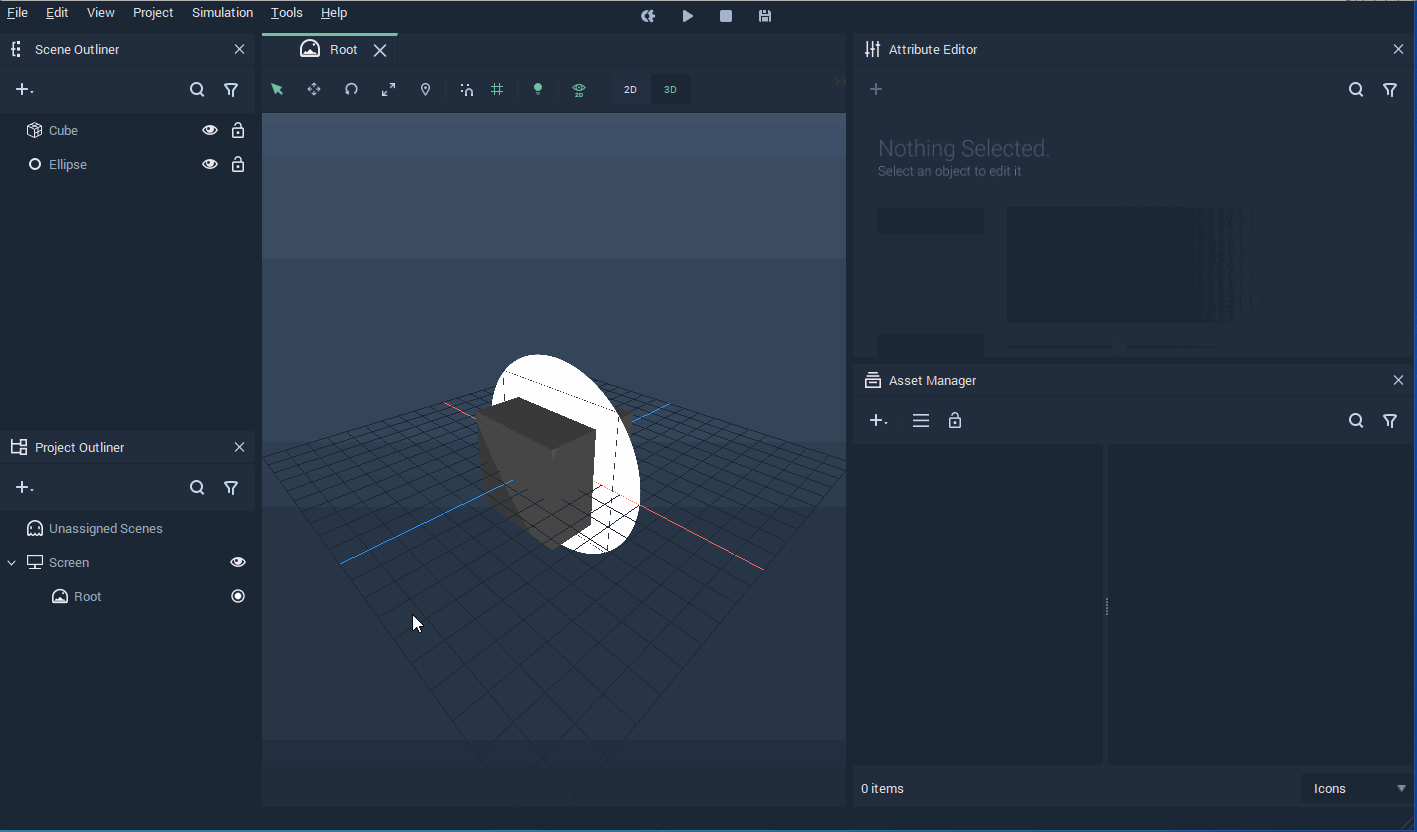 File Edit View Project Simulation Tools Help
Scene Outliner
Cube
Ellipse
Project Outliner
Unassigned Scenes
Screen
Root
Root
2D
2D 3D
Attribute Editor
Nothing Selected.
Select an object to edit it
Asset Manager
0 items
Icons